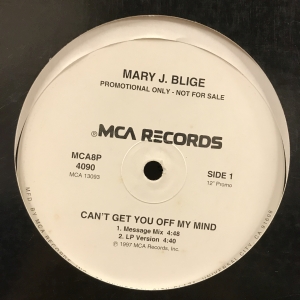 MARY J. BLIGE
PROMOTIONAL ONLY - NOT FOR SALE
℗MCA RECORDS
MCA8P
4090
MCA 13099
SIDE 1
12" Promo
CAN'T GET YOU OFF MY MIND
1. Message Mix 4:48
2. LP Version 4:40
℗ 1997 MCA Records, Inc.